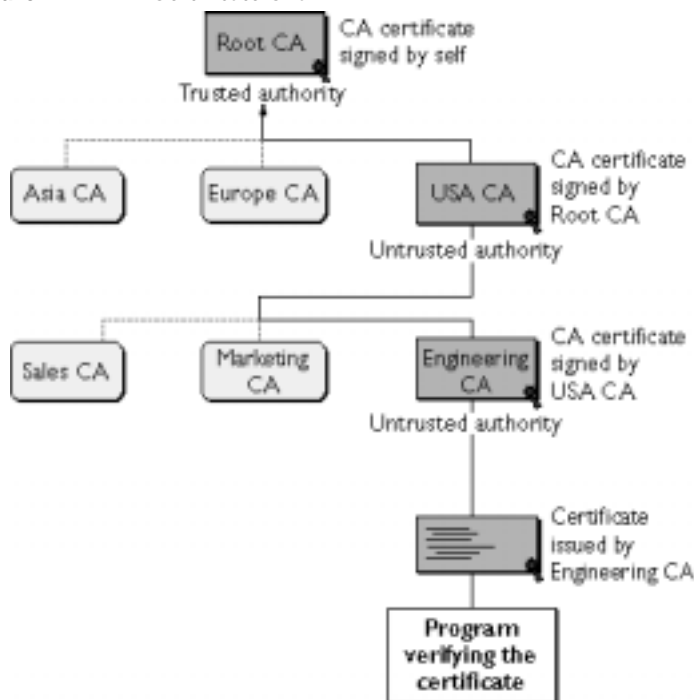 Root CA
CA certificate
signed by self
Trusted authority
Asia CA
Europe CA
USA CA
CA certificate
signed by
Root CA
Untrusted authority
Sales CA
Marketing
CA
Engineering
CA
CA certificate
signed by
USA CA
Untrusted authority
Certificate
issued by
Engineering CA
Program
verifying the
certificate